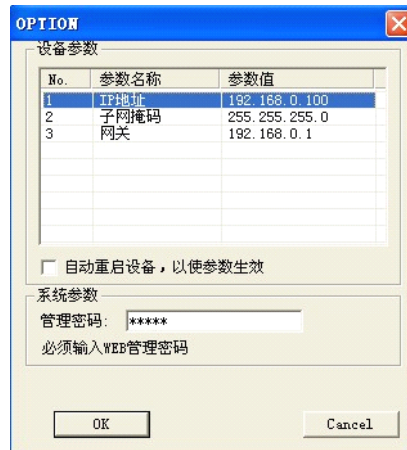 OPTION
设备参数
No. 参数名称 参数值
1 IP地址 192.168.0.100
2 子网掩码 255.255.255.0
3 网关 192.168.0.1
自动重启设备，以使参数生效
系统参数
管理密码: *****
必须输入WEB管理密码
OK Cancel